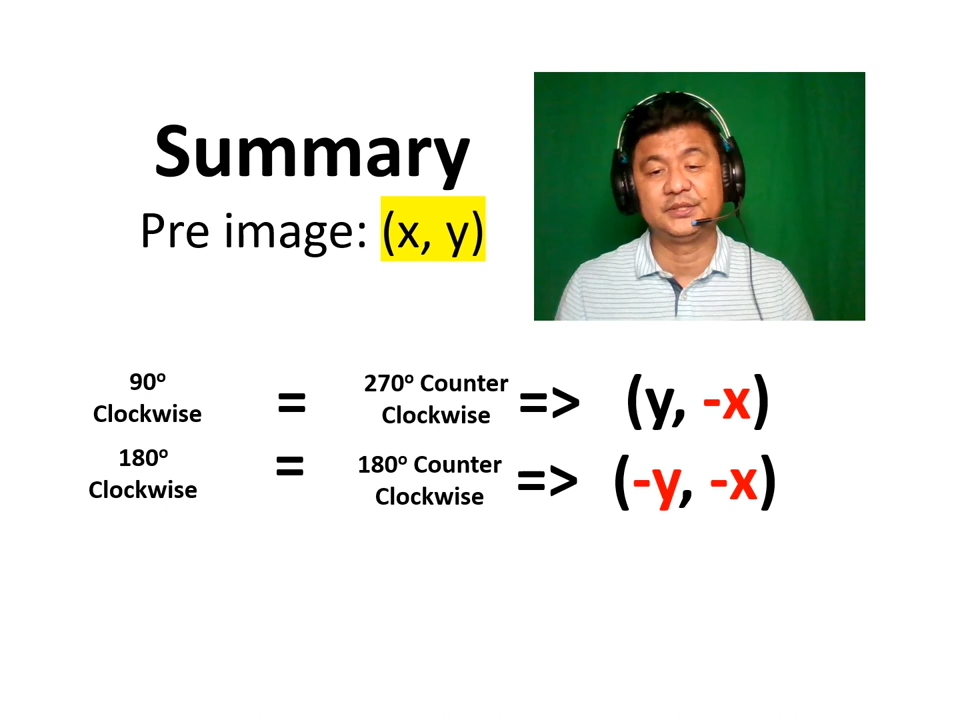 Summary
Pre image: (x, y)
90º
Clockwise
=
270º Counter
Clockwise
=> (y, -x)
180º
Clockwise
=
180º Counter
Clockwise
=> (-y, -x)